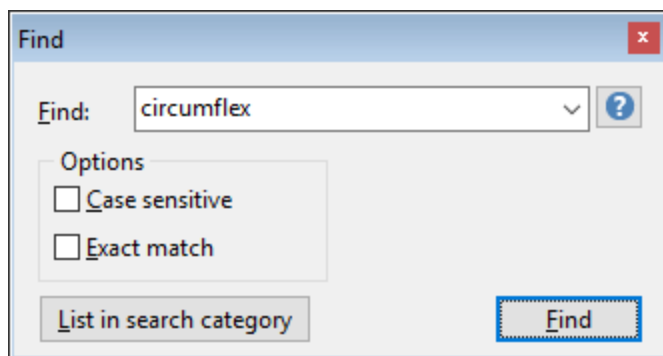 Find
Find: circumflex
Options
Case sensitive
Exact match
List in search category Find